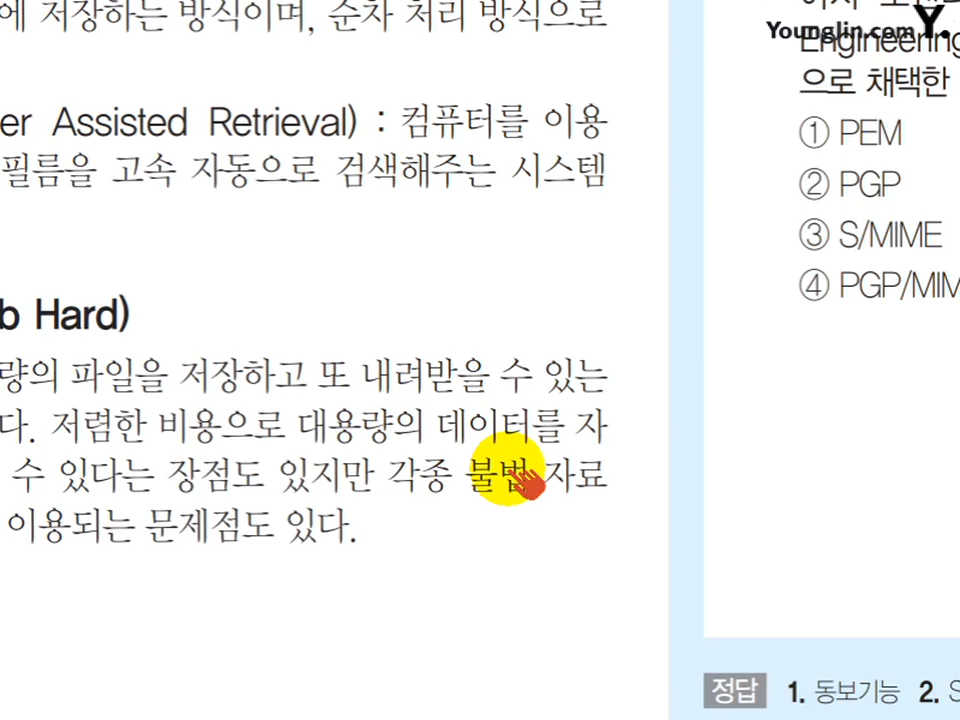 에 저장하는 방식이며, 순차 처리 방식으로
er Assisted Retrieval) : 컴퓨터를 이용
필름을 고속 자동으로 검색해주는 시스템
b Hard)
량의 파일을 저장하고 또 내려받을 수 있는
다. 저렴한 비용으로 대용량의 데이터를 자
수 있다는 장점도 있지만 각종 불법 자료
이용되는 문제점도 있다.
Younglin.com Y.
Engineering
으로 채택한
① PEM
② PGP
③ S/MIME
④ PGP/MIM
정답 1. 동보기능 2. S